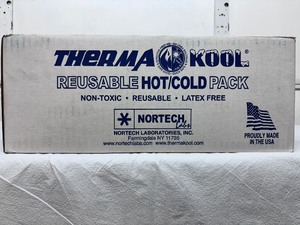 THERMA KOOL
REUSABLE HOT/COLD PACK
NON-TOXIC • REUSABLE • LATEX FREE
NORTECH
Labs
NORTECH LABORATORIES, INC.
Farmingdale NY 11735
www.nortechlabs.com • www.thermakool.com
PROUDLY MADE
IN THE USA